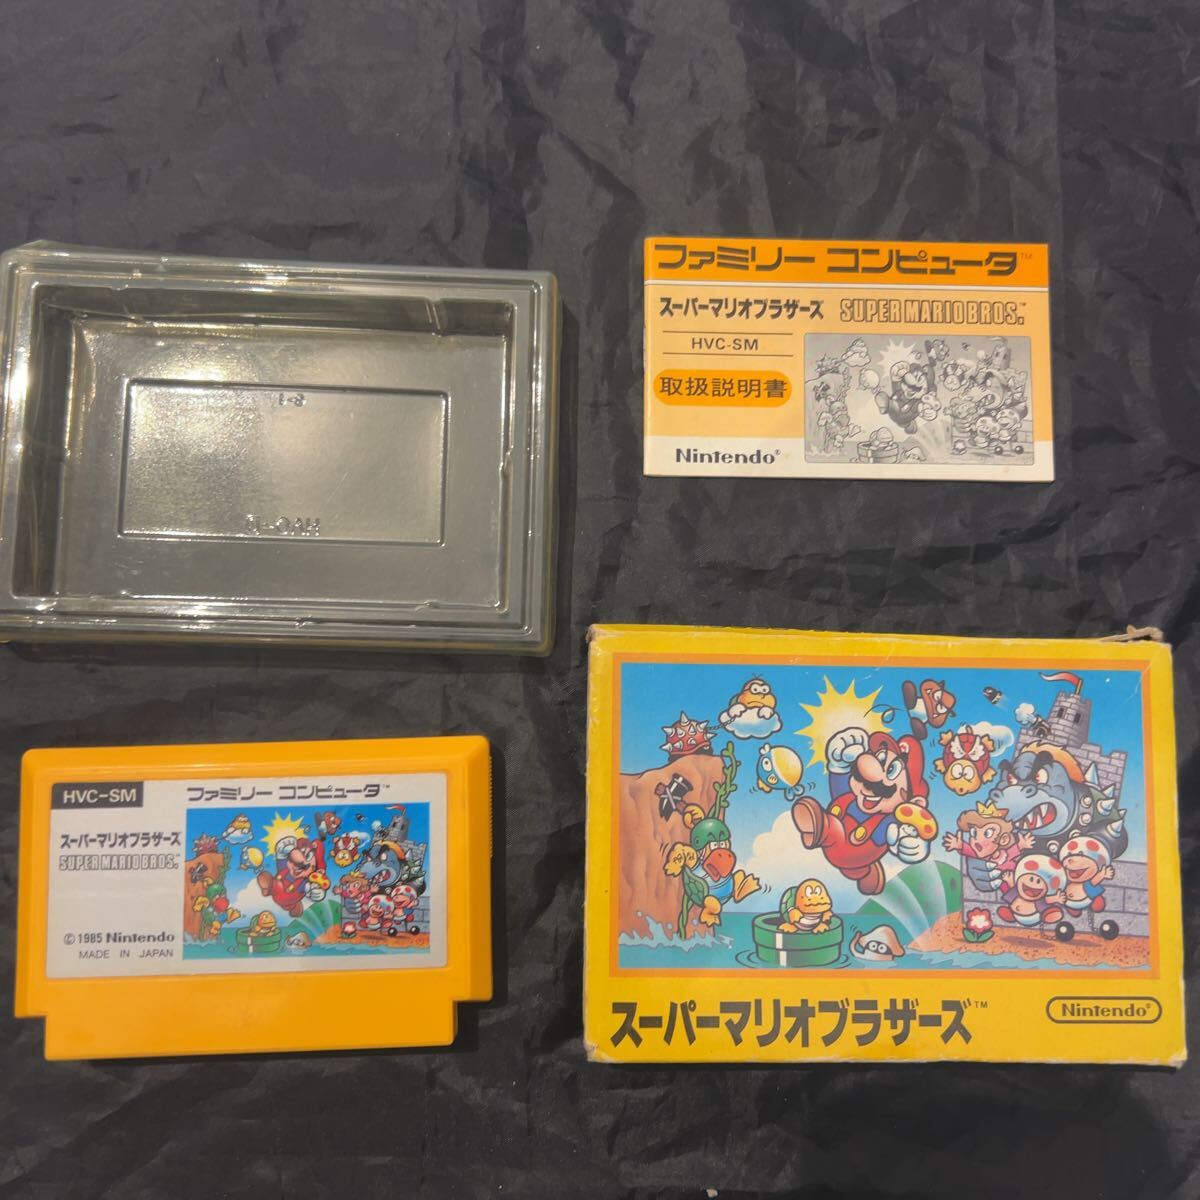 ファミリー コンピュータ™
スーパーマリオブラザーズ SUPER MARIO BROS.™
HVC-SM
取扱説明書
Nintendo®
HVC-SM
ファミリー コンピュータ™
スーパーマリオブラザーズ
SUPER MARIO BROS.™
©1985 Nintendo
MADE IN JAPAN
スーパーマリオブラザーズ™
Nintendo®